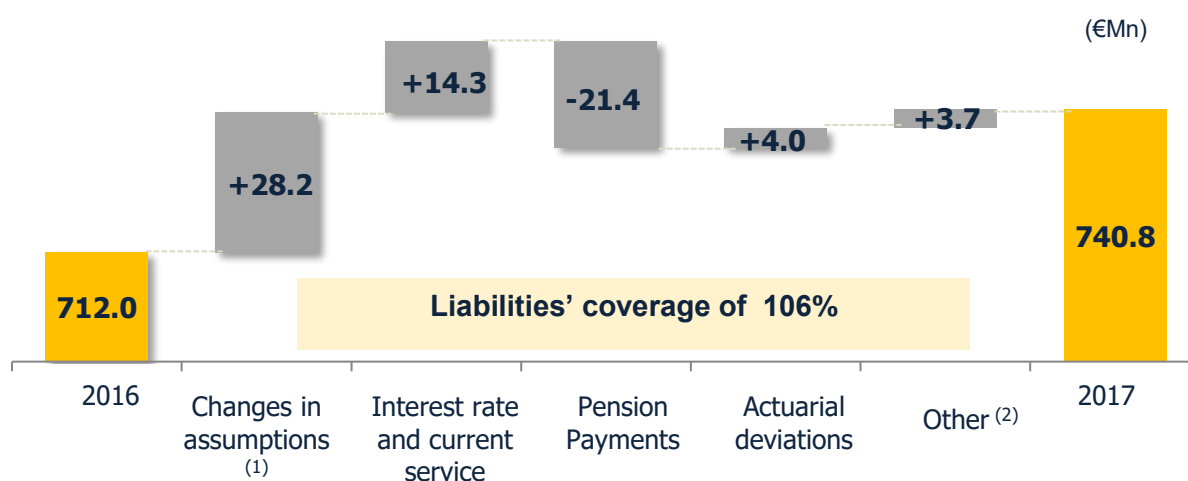 (€Mn)
+14.3
-21.4
+3.7
+4.0
+28.2
740.8
712.0
Liabilities’ coverage of 106%
2016
Changes in
assumptions
(1)
Interest rate
and current
service
Pension
Payments
Actuarial
deviations
Other (2)
2017